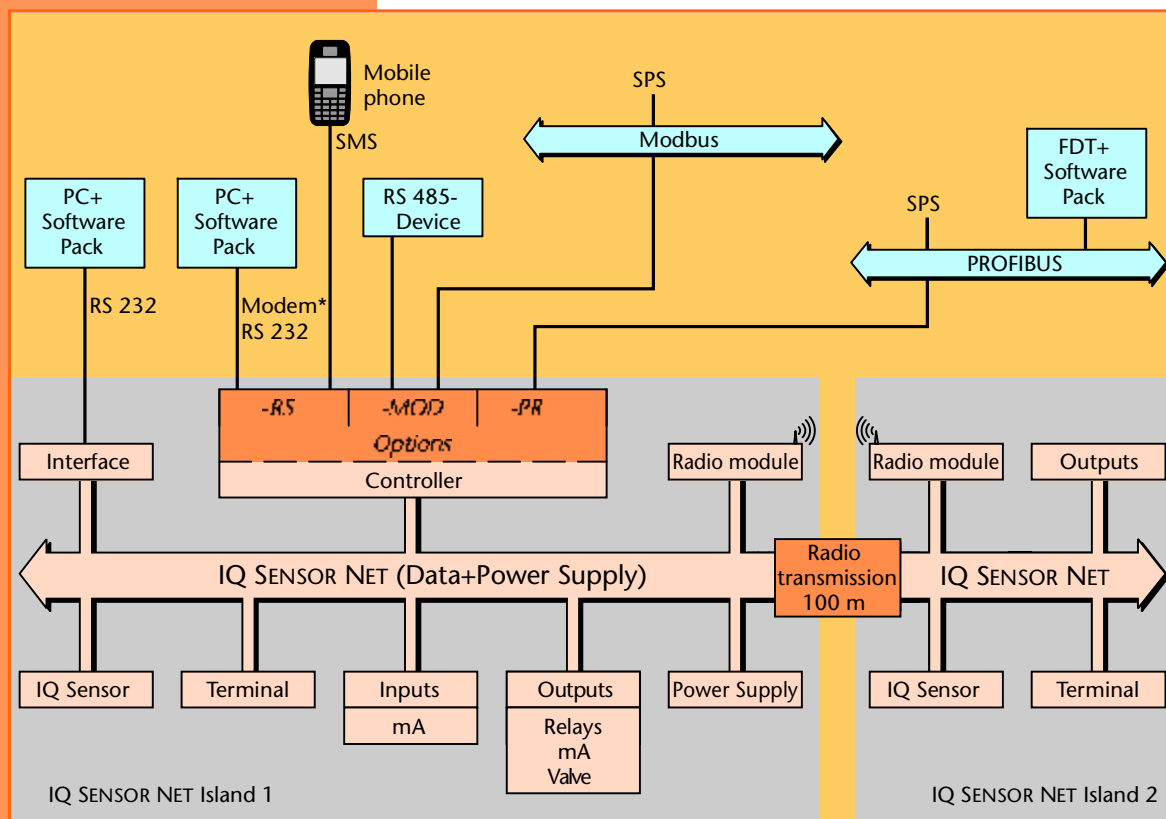 Mobile
phone
SMS
SPS
Modbus
FDT+
Software
Pack
SPS
PROFIBUS
PC+
Software
Pack
RS 232
PC+
Software
Pack
Modem*
RS 232
RS 485-
Device
-RS
-MOD
-PR
Options
Controller
Interface
Radio module
Radio module
Outputs
IQ SENSOR NET (Data+Power Supply)
Radio
transmission
100 m
IQ SENSOR NET
IQ Sensor
Terminal
Inputs
mA
Outputs
Relays
mA
Valve
Power Supply
IQ Sensor
Terminal
IQ SENSOR NET Island 1
IQ SENSOR NET Island 2